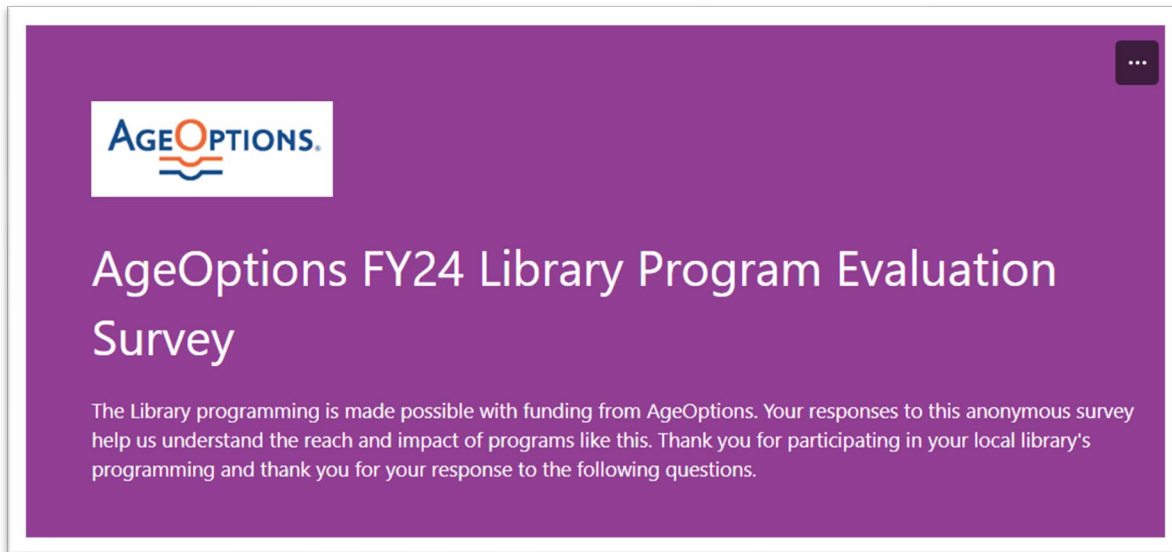 AGEOPTIONS®
AgeOptions FY24 Library Program Evaluation
Survey
The Library programming is made possible with funding from AgeOptions. Your responses to this anonymous survey
help us understand the reach and impact of programs like this. Thank you for participating in your local library's
programming and thank you for your response to the following questions.